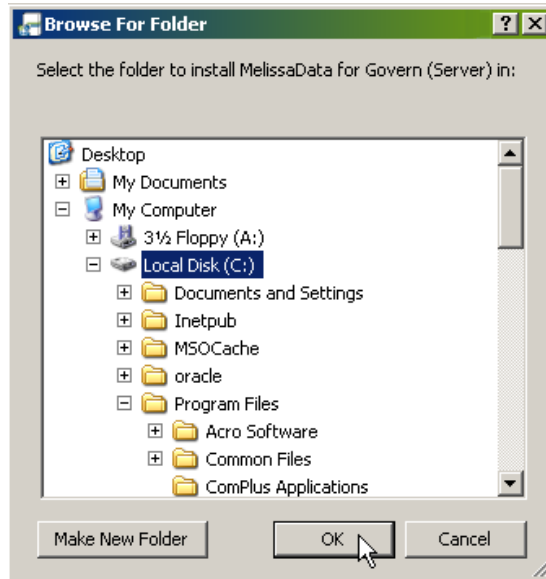 Browse For Folder
Select the folder to install MelissaData for Govern (Server) in:
Desktop
My Documents
My Computer
3½ Floppy (A:)
Local Disk (C:)
Documents and Settings
Inetpub
MSOCache
oracle
Program Files
Acro Software
Common Files
ComPlus Applications
Make New Folder OK Cancel